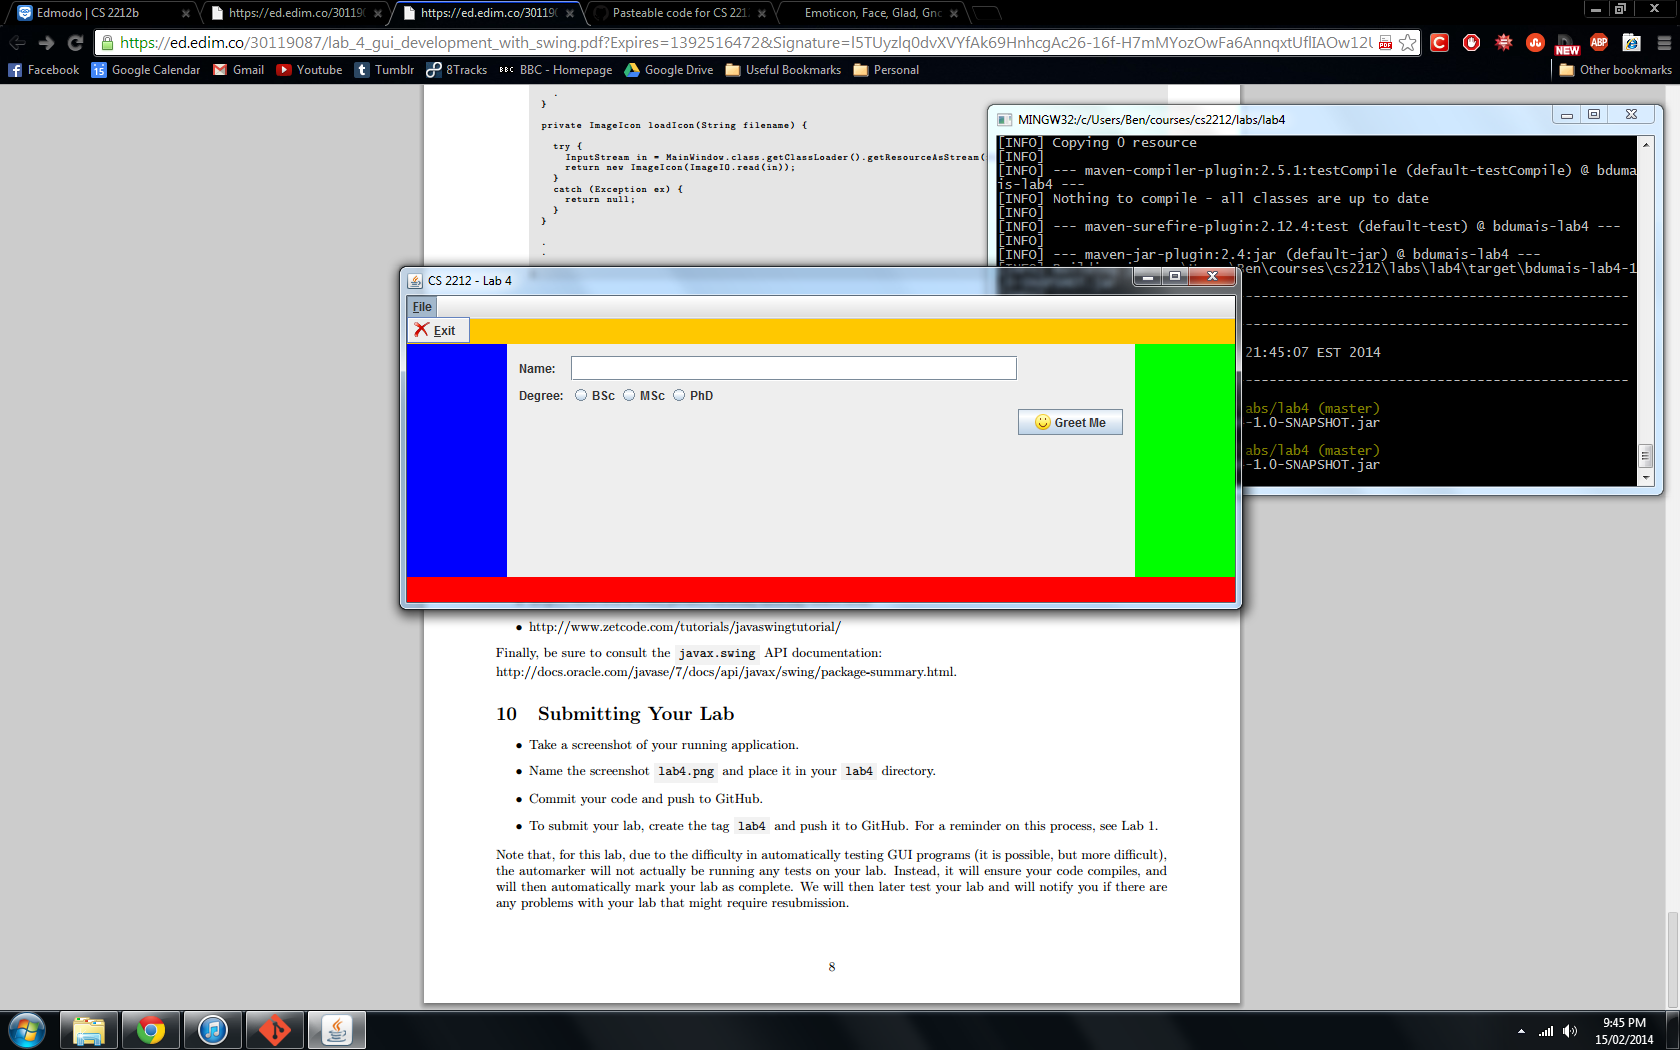 Edmodo | CS 2212b
https://ed.edim.co/30119
https://ed.edim.co/30119
Pasteable code for CS 221
Emoticon, Face, Glad, Gno
https://ed.edim.co/30119087/lab_4_gui_development_with_swing.pdf?Expires=1392516472&Signature=I5TUyzlq0dvXVYfAk69HnhcgAc26-16f-H7mMYozOwFa6AnnqxtUflIAOw12U
NEW
ABP
Facebook
15 Google Calendar
Gmail
Youtube
Tumblr
8Tracks
BBC BBC - Homepage
Google Drive
Useful Bookmarks
Personal
Other bookmarks
.
}
private ImageIcon loadIcon(String filename) {
try {
InputStream in = MainWindow.class.getClassLoader().getResourceAsStream(
return new ImageIcon(ImageIO.read(in));
}
catch (Exception ex) {
return null;
}
}
.
.
MINGW32:/c/Users/Ben/courses/cs2212/labs/lab4
[INFO] Copying 0 resource
[INFO]
[INFO] --- maven-compiler-plugin:2.5.1:testCompile (default-testCompile) @ bduma
is-lab4 ---
[INFO] Nothing to compile - all classes are up to date
[INFO]
[INFO] --- maven-surefire-plugin:2.12.4:test (default-test) @ bdumais-lab4 ---
[INFO]
[INFO] --- maven-jar-plugin:2.4:jar (default-jar) @ bdumais-lab4 ---
Ben\courses\cs2212\labs\lab4\target\bdumais-lab4-1
21:45:07 EST 2014
abs/lab4 (master)
-1.0-SNAPSHOT.jar
abs/lab4 (master)
-1.0-SNAPSHOT.jar
CS 2212 - Lab 4
File
Exit
Name:
Degree: BSc MSc PhD
Greet Me
• http://www.zetcode.com/tutorials/javaswingtutorial/
Finally, be sure to consult the javax.swing API documentation:
http://docs.oracle.com/javase/7/docs/api/javax/swing/package-summary.html.
10 Submitting Your Lab
• Take a screenshot of your running application.
• Name the screenshot lab4.png and place it in your lab4 directory.
• Commit your code and push to GitHub.
• To submit your lab, create the tag lab4 and push it to GitHub. For a reminder on this process, see Lab 1.
Note that, for this lab, due to the difficulty in automatically testing GUI programs (it is possible, but more difficult),
the automarker will not actually be running any tests on your lab. Instead, it will ensure your code compiles, and
will then automatically mark your lab as complete. We will then later test your lab and will notify you if there are
any problems with your lab that might require resubmission.
8
9:45 PM
15/02/2014